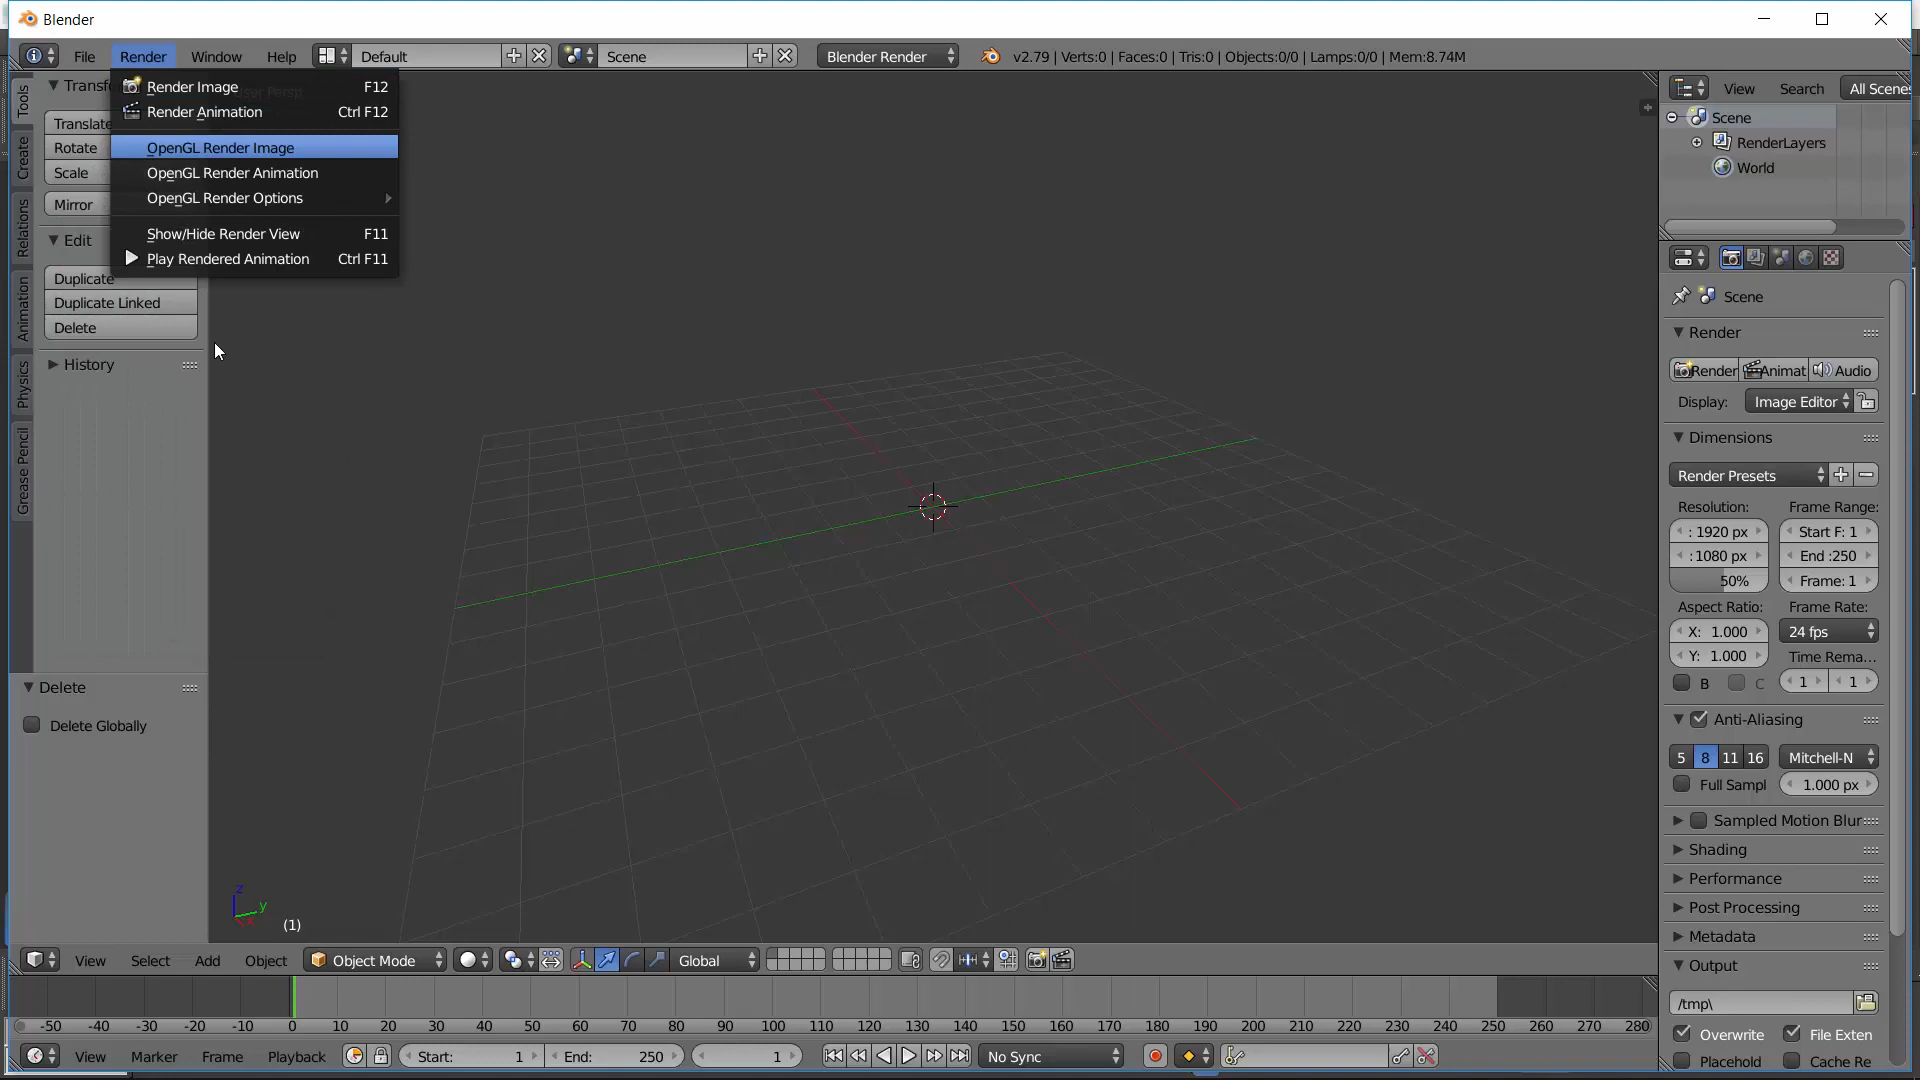 Blender
File Render Window Help Default Scene Blender Render v2.79 | Verts:0 | Faces:0 | Tris:0 | Objects:0/0 | Lamps:0/0 | Mem:8.74M
Render Image F12
Render Animation Ctrl F12
OpenGL Render Image
OpenGL Render Animation
OpenGL Render Options
Show/Hide Render View F11
Play Rendered Animation Ctrl F11
Tools
Create
Relations
Animation
Physics
Grease Pencil
Translate
Rotate
Scale
Mirror
Edit
Duplicate
Duplicate Linked
Delete
History
Delete
Delete Globally
z
y
x
(1)
View Select Add Object Object Mode Global
-50 -40 -30 -20 -10 0 10 20 30 40 50 60 70 80 90 100 110 120 130 140 150 160 170 180 190 200 210 220 230 240 250 260 270 280
View Marker Frame Playback Start: 1 End: 250 1 No Sync
View Search All Scenes
Scene
RenderLayers
World
Scene
Render
Render Animat Audio
Display: Image Editor
Dimensions
Render Presets
Resolution: Frame Range:
: 1920 px Start F: 1
:1080 px End :250
50% Frame: 1
Aspect Ratio: Frame Rate:
X: 1.000 24 fps
Y: 1.000 Time Rema...
B C 1 1
Anti-Aliasing
5 8 11 16 Mitchell-N
Full Sampl 1.000 px
Sampled Motion Blur
Shading
Performance
Post Processing
Metadata
Output
/tmp\
Overwrite File Exten
Placehold Cache Re